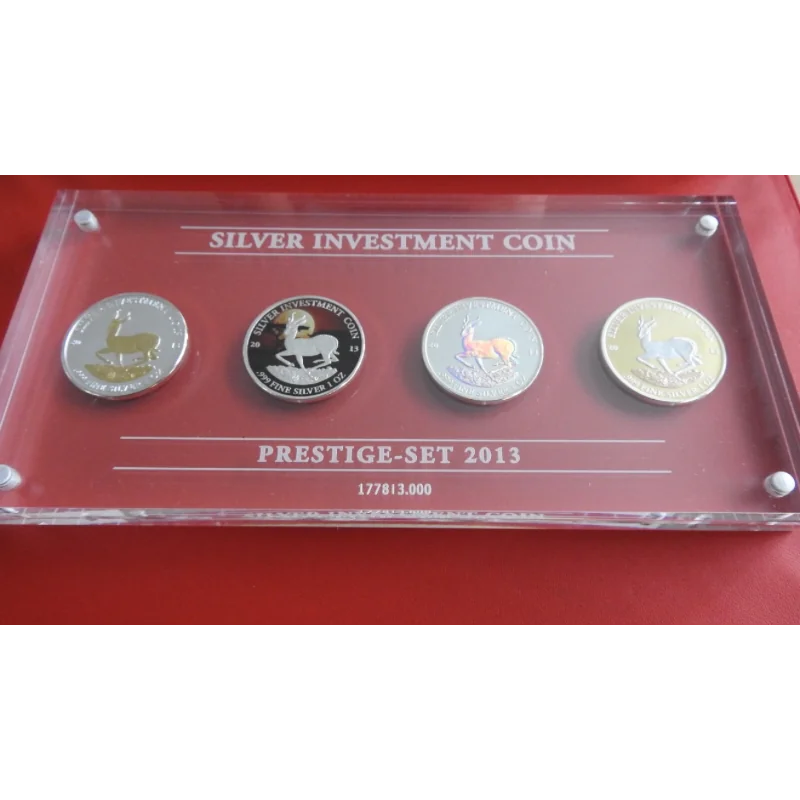 SILVER INVESTMENT COIN
SILVER INVESTMENT COIN
20 13
.999 FINE SILVER 1 OZ
PRESTIGE-SET 2013
177813.000